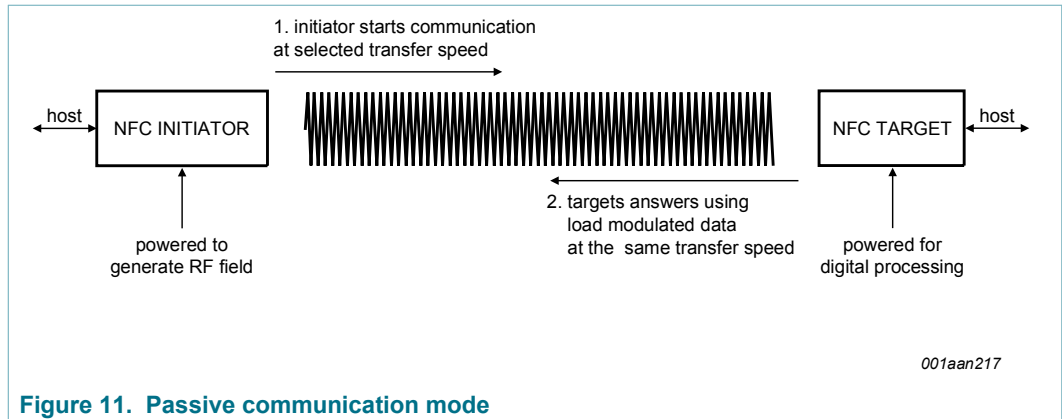 1. initiator starts communication
at selected transfer speed
host
NFC INITIATOR
NFC TARGET
host
2. targets answers using
load modulated data
at the same transfer speed
powered to
generate RF field
powered for
digital processing
001aan217
Figure 11. Passive communication mode